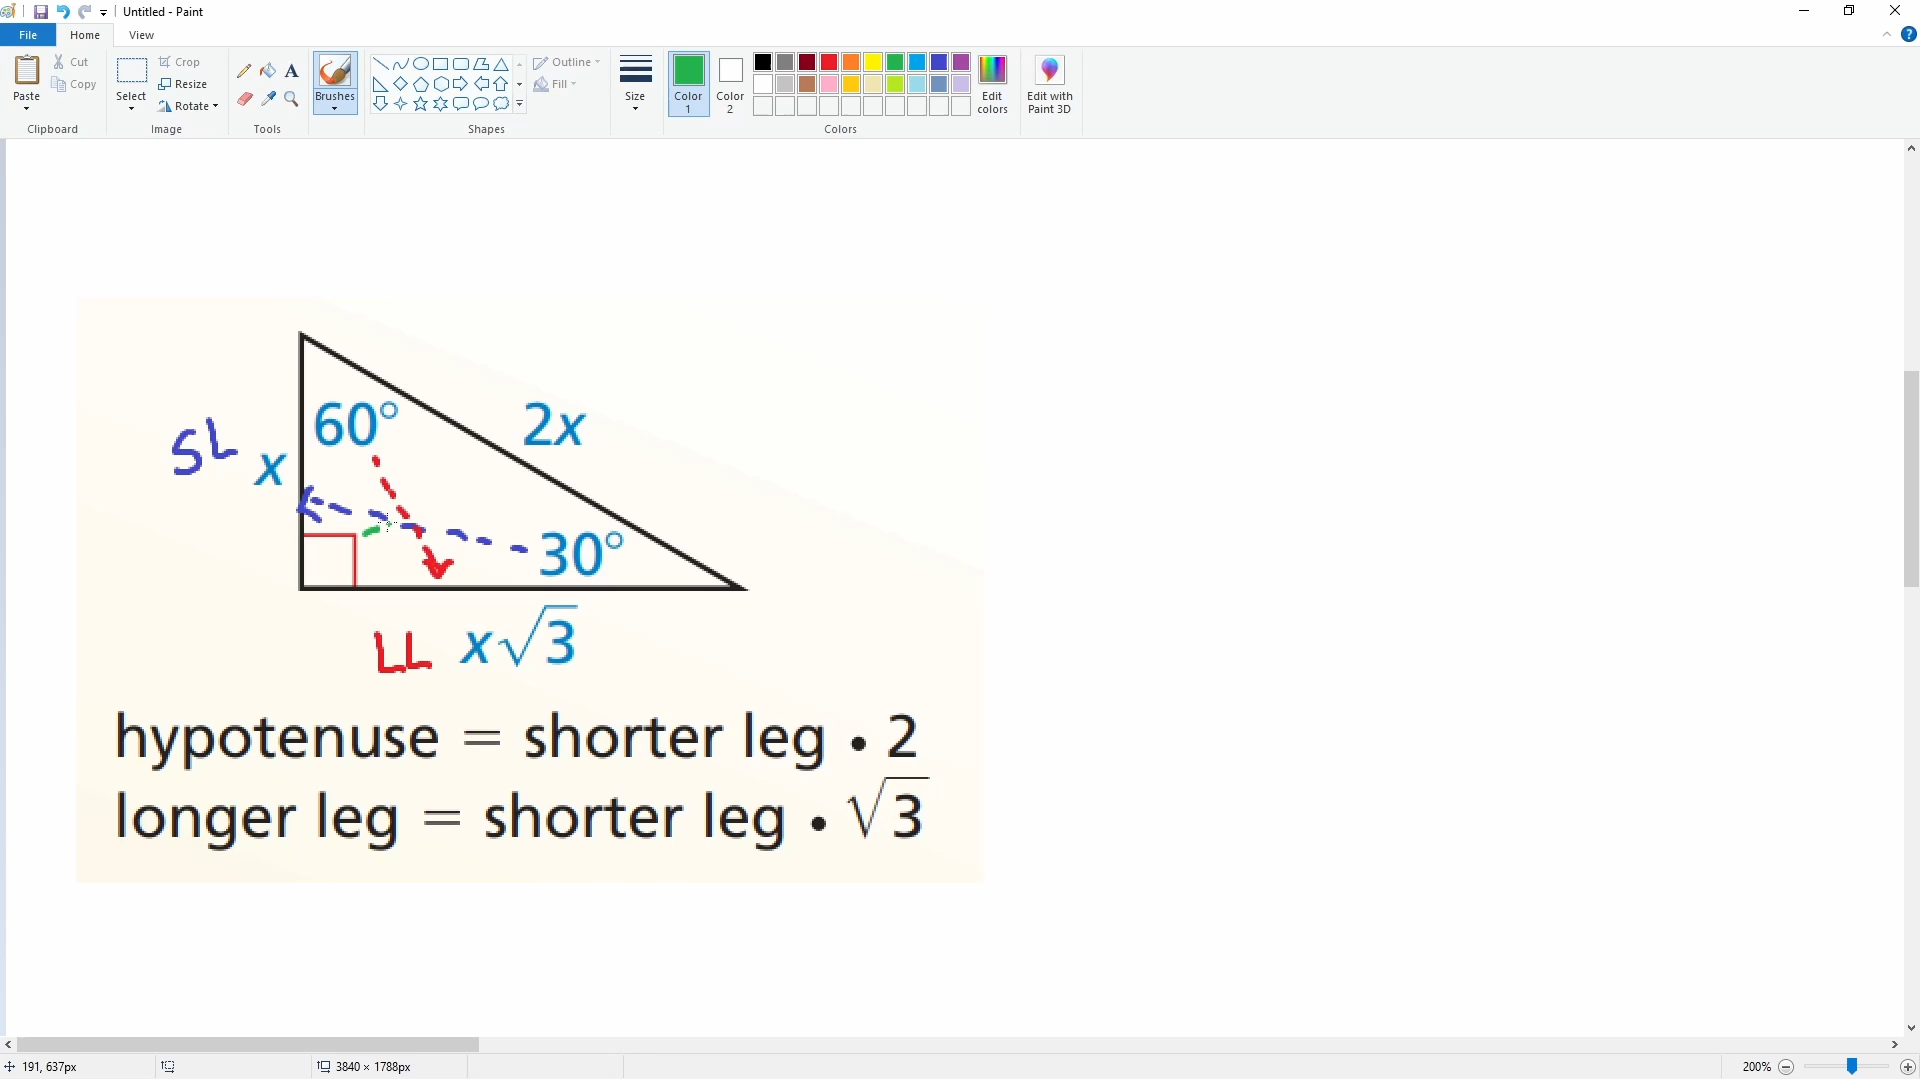 Untitled - Paint
File Home View
Paste
Cut
Copy
Clipboard
Select
Crop
Resize
Rotate
Image
Tools
Brushes
Shapes
Outline
Fill
Size
Color 1
Color 2
Colors
Edit colors
Edit with Paint 3D
60°
2x
SL x
30°
LL x√3
hypotenuse = shorter leg • 2
longer leg = shorter leg • √3
191, 637px
3840 × 1788px
200%